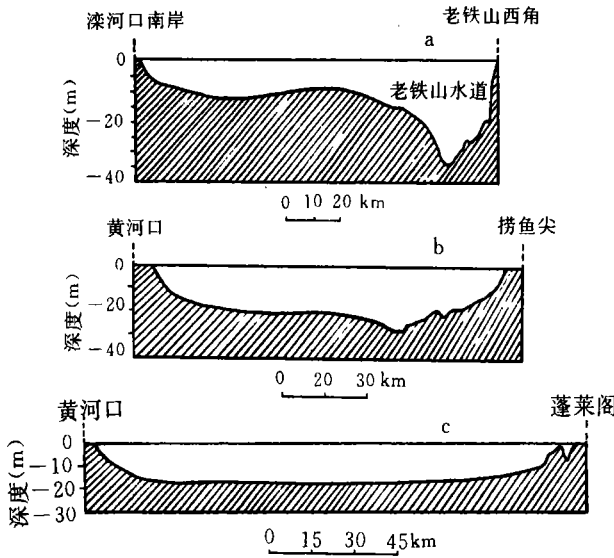 滦河口南岸 老铁山西角
a
0
老铁山水道
-20
-40
深度(m)
0 10 20 km
黄河口 捞鱼尖
b
0
-20
-40
深度(m)
0 20 30 km
黄河口 蓬莱阁
c
0
-10
-20
-30
深度(m)
0 15 30 45km